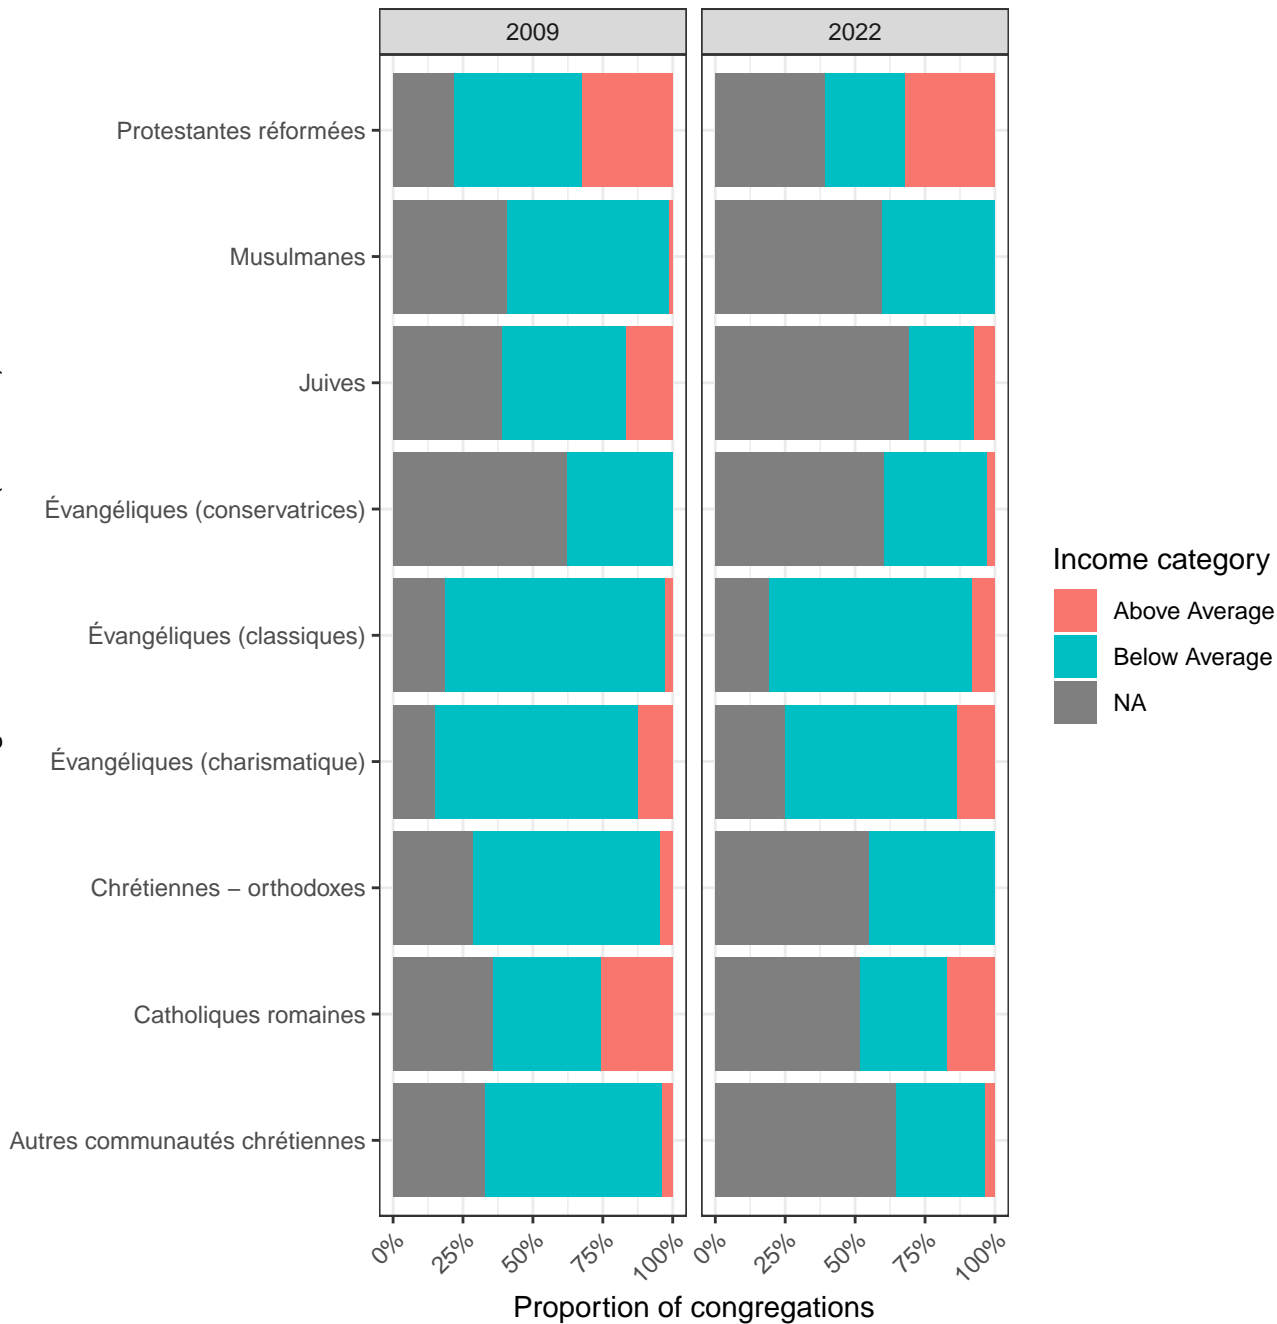 2009
2022
Protestantes réformées
Musulmanes
Juives
Évangéliques (conservatrices)
Évangéliques (classiques)
Évangéliques (charismatique)
Chrétiennes – orthodoxes
Catholiques romaines
Autres communautés chrétiennes
0%
25%
50%
75%
100%
0%
25%
50%
75%
100%
Proportion of congregations
Income category
Above Average
Below Average
NA